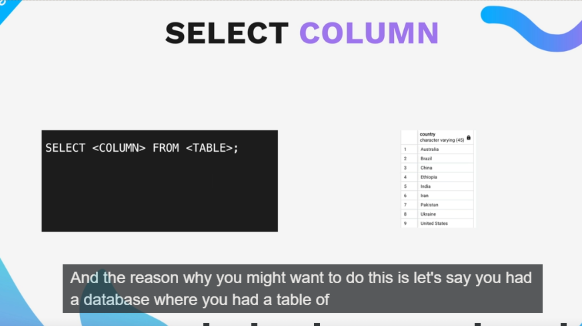 SELECT COLUMN
SELECT <COLUMN> FROM <TABLE>;
country
character varying (40)
1 Australia
2 Brazil
3 China
4 Ethiopia
5 India
6 Iran
7 Pakistan
8 Ukraine
9 United States
And the reason why you might want to do this is let's say you had
a database where you had a table of